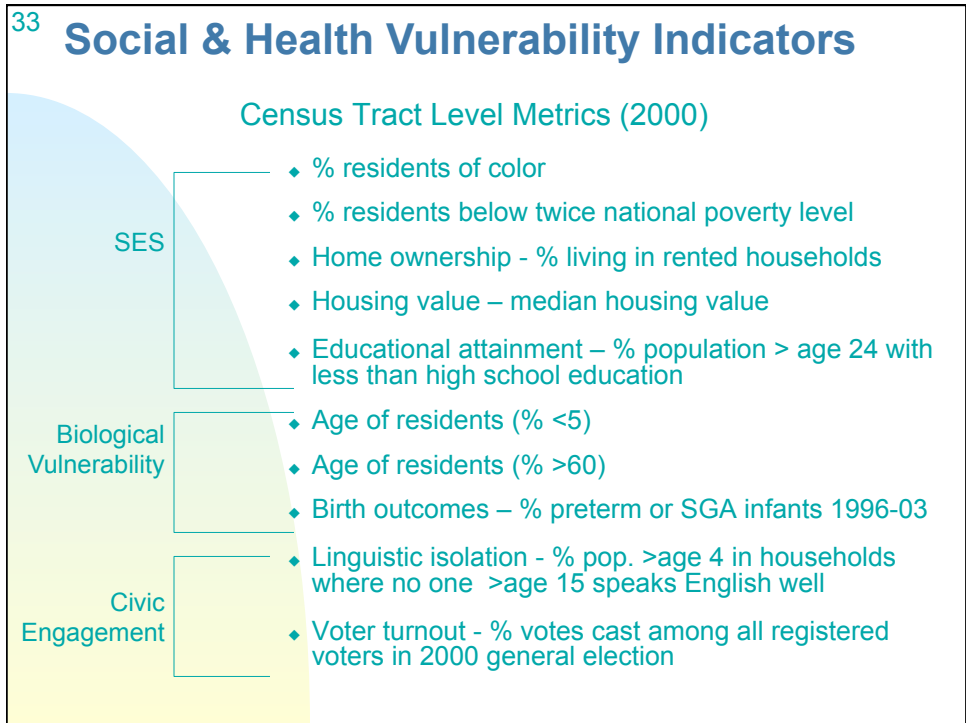 33
Social & Health Vulnerability Indicators
Census Tract Level Metrics (2000)
SES
◆ % residents of color
◆ % residents below twice national poverty level
◆ Home ownership - % living in rented households
◆ Housing value – median housing value
◆ Educational attainment – % population > age 24 with
less than high school education
Biological
Vulnerability
◆ Age of residents (% <5)
◆ Age of residents (% >60)
◆ Birth outcomes – % preterm or SGA infants 1996-03
Civic
Engagement
◆ Linguistic isolation - % pop. >age 4 in households
where no one >age 15 speaks English well
◆ Voter turnout - % votes cast among all registered
voters in 2000 general election